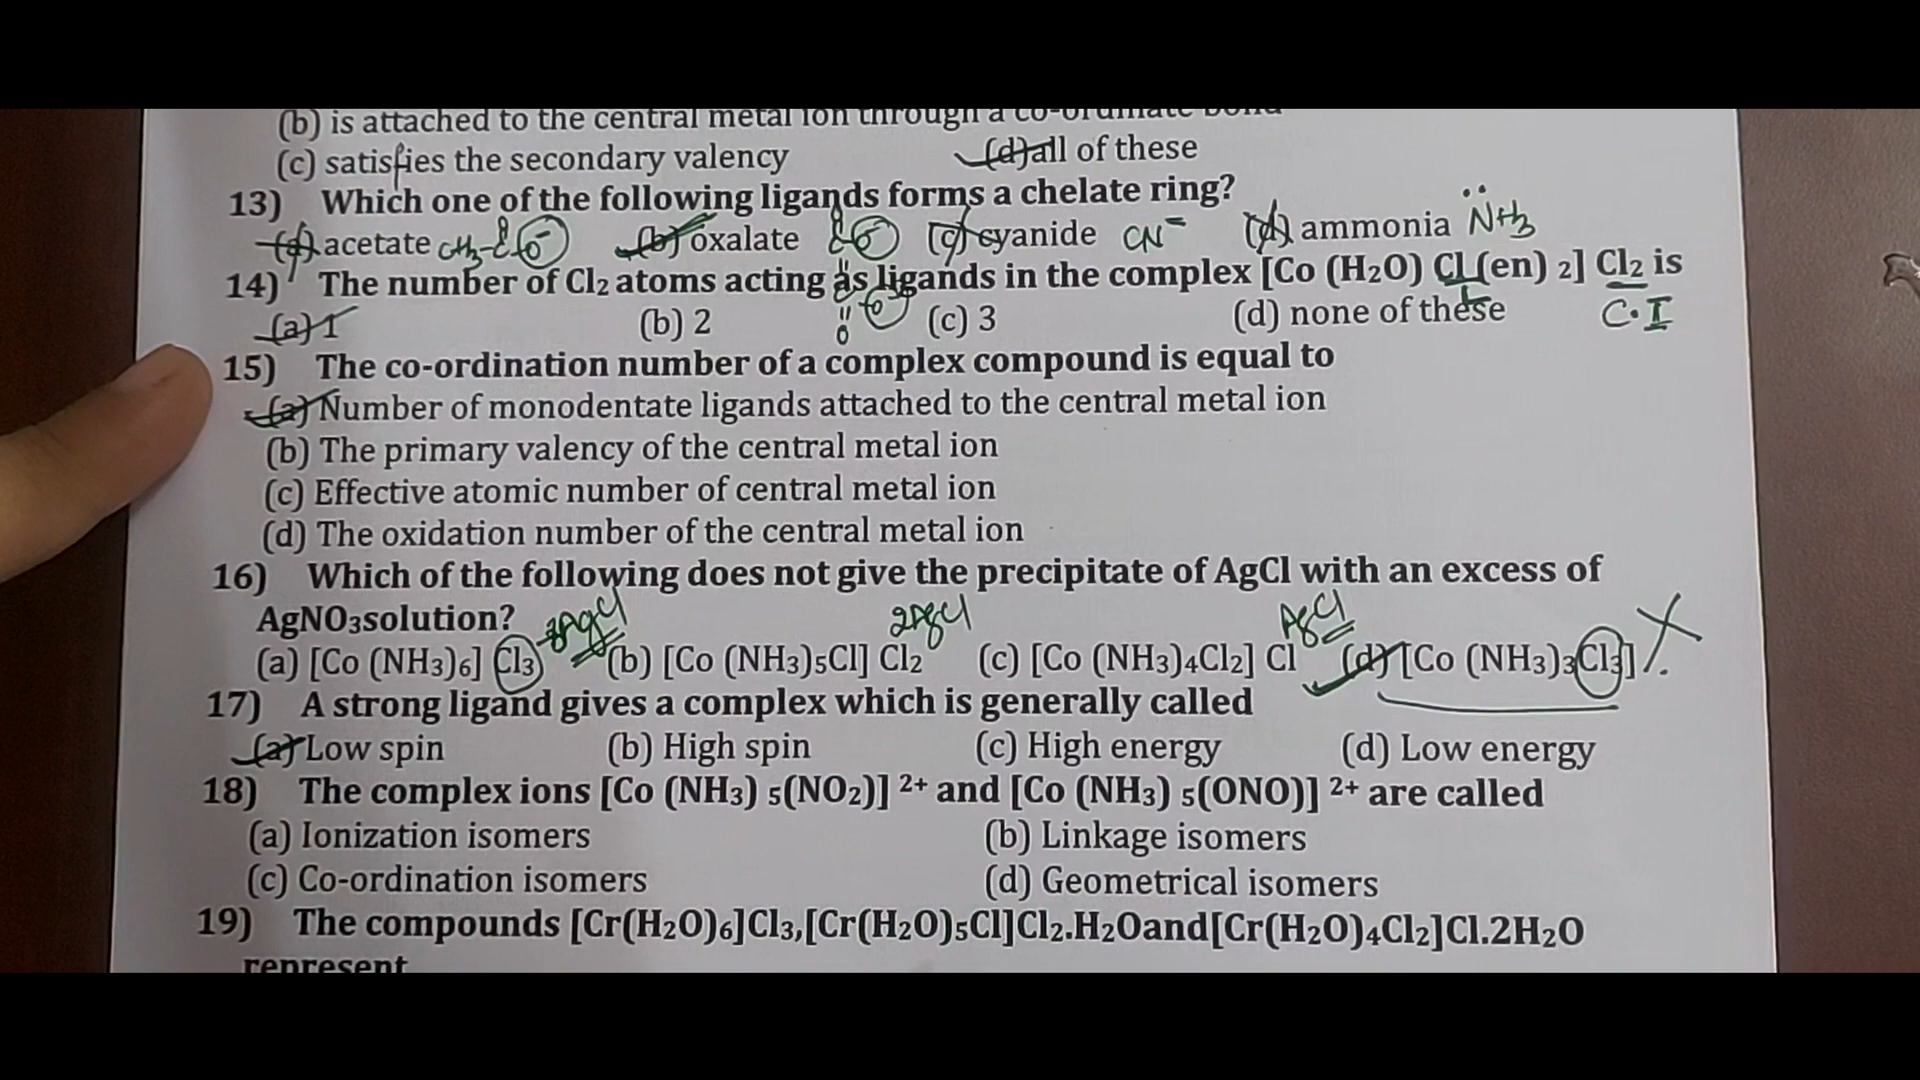 (b) is attached to the central metal ion through a co-ordinate bond
(c) satisfies the secondary valency (d) all of these
13) Which one of the following ligands forms a chelate ring?
(a) acetate CH3-C-O⁻ (b) oxalate C-O⁻ (c) cyanide CN⁻ (d) ammonia N̈H3
14) The number of Cl2 atoms acting as ligands in the complex [Co (H2O) Cl (en) 2] Cl2 is
(a) 1 (b) 2 (c) 3 (d) none of these C.I
15) The co-ordination number of a complex compound is equal to
(a) Number of monodentate ligands attached to the central metal ion
(b) The primary valency of the central metal ion
(c) Effective atomic number of central metal ion
(d) The oxidation number of the central metal ion
16) Which of the following does not give the precipitate of AgCl with an excess of
AgNO3solution? 3AgCl 2AgCl AgCl
(a) [Co (NH3)6] Cl3 (b) [Co (NH3)5Cl] Cl2 (c) [Co (NH3)4Cl2] Cl (d) [Co (NH3)3Cl3]
17) A strong ligand gives a complex which is generally called
(a) Low spin (b) High spin (c) High energy (d) Low energy
18) The complex ions [Co (NH3) 5(NO2)] 2+ and [Co (NH3) 5(ONO)] 2+ are called
(a) Ionization isomers (b) Linkage isomers
(c) Co-ordination isomers (d) Geometrical isomers
19) The compounds [Cr(H2O)6]Cl3,[Cr(H2O)5Cl]Cl2.H2Oand[Cr(H2O)4Cl2]Cl.2H2O
represent